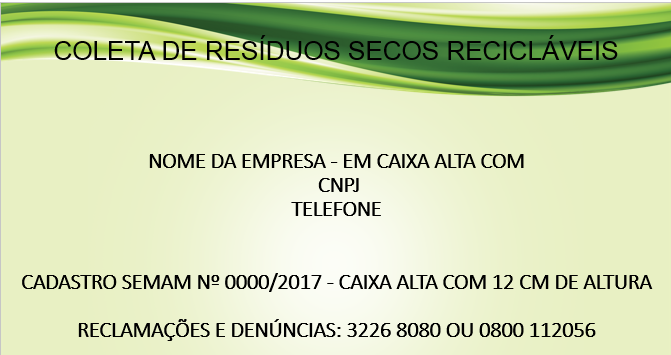 COLETA DE RESÍDUOS SECOS RECICLÁVEIS
NOME DA EMPRESA - EM CAIXA ALTA COM
CNPJ
TELEFONE
CADASTRO SEMAM Nº 0000/2017 - CAIXA ALTA COM 12 CM DE ALTURA
RECLAMAÇÕES E DENÚNCIAS: 3226 8080 OU 0800 112056